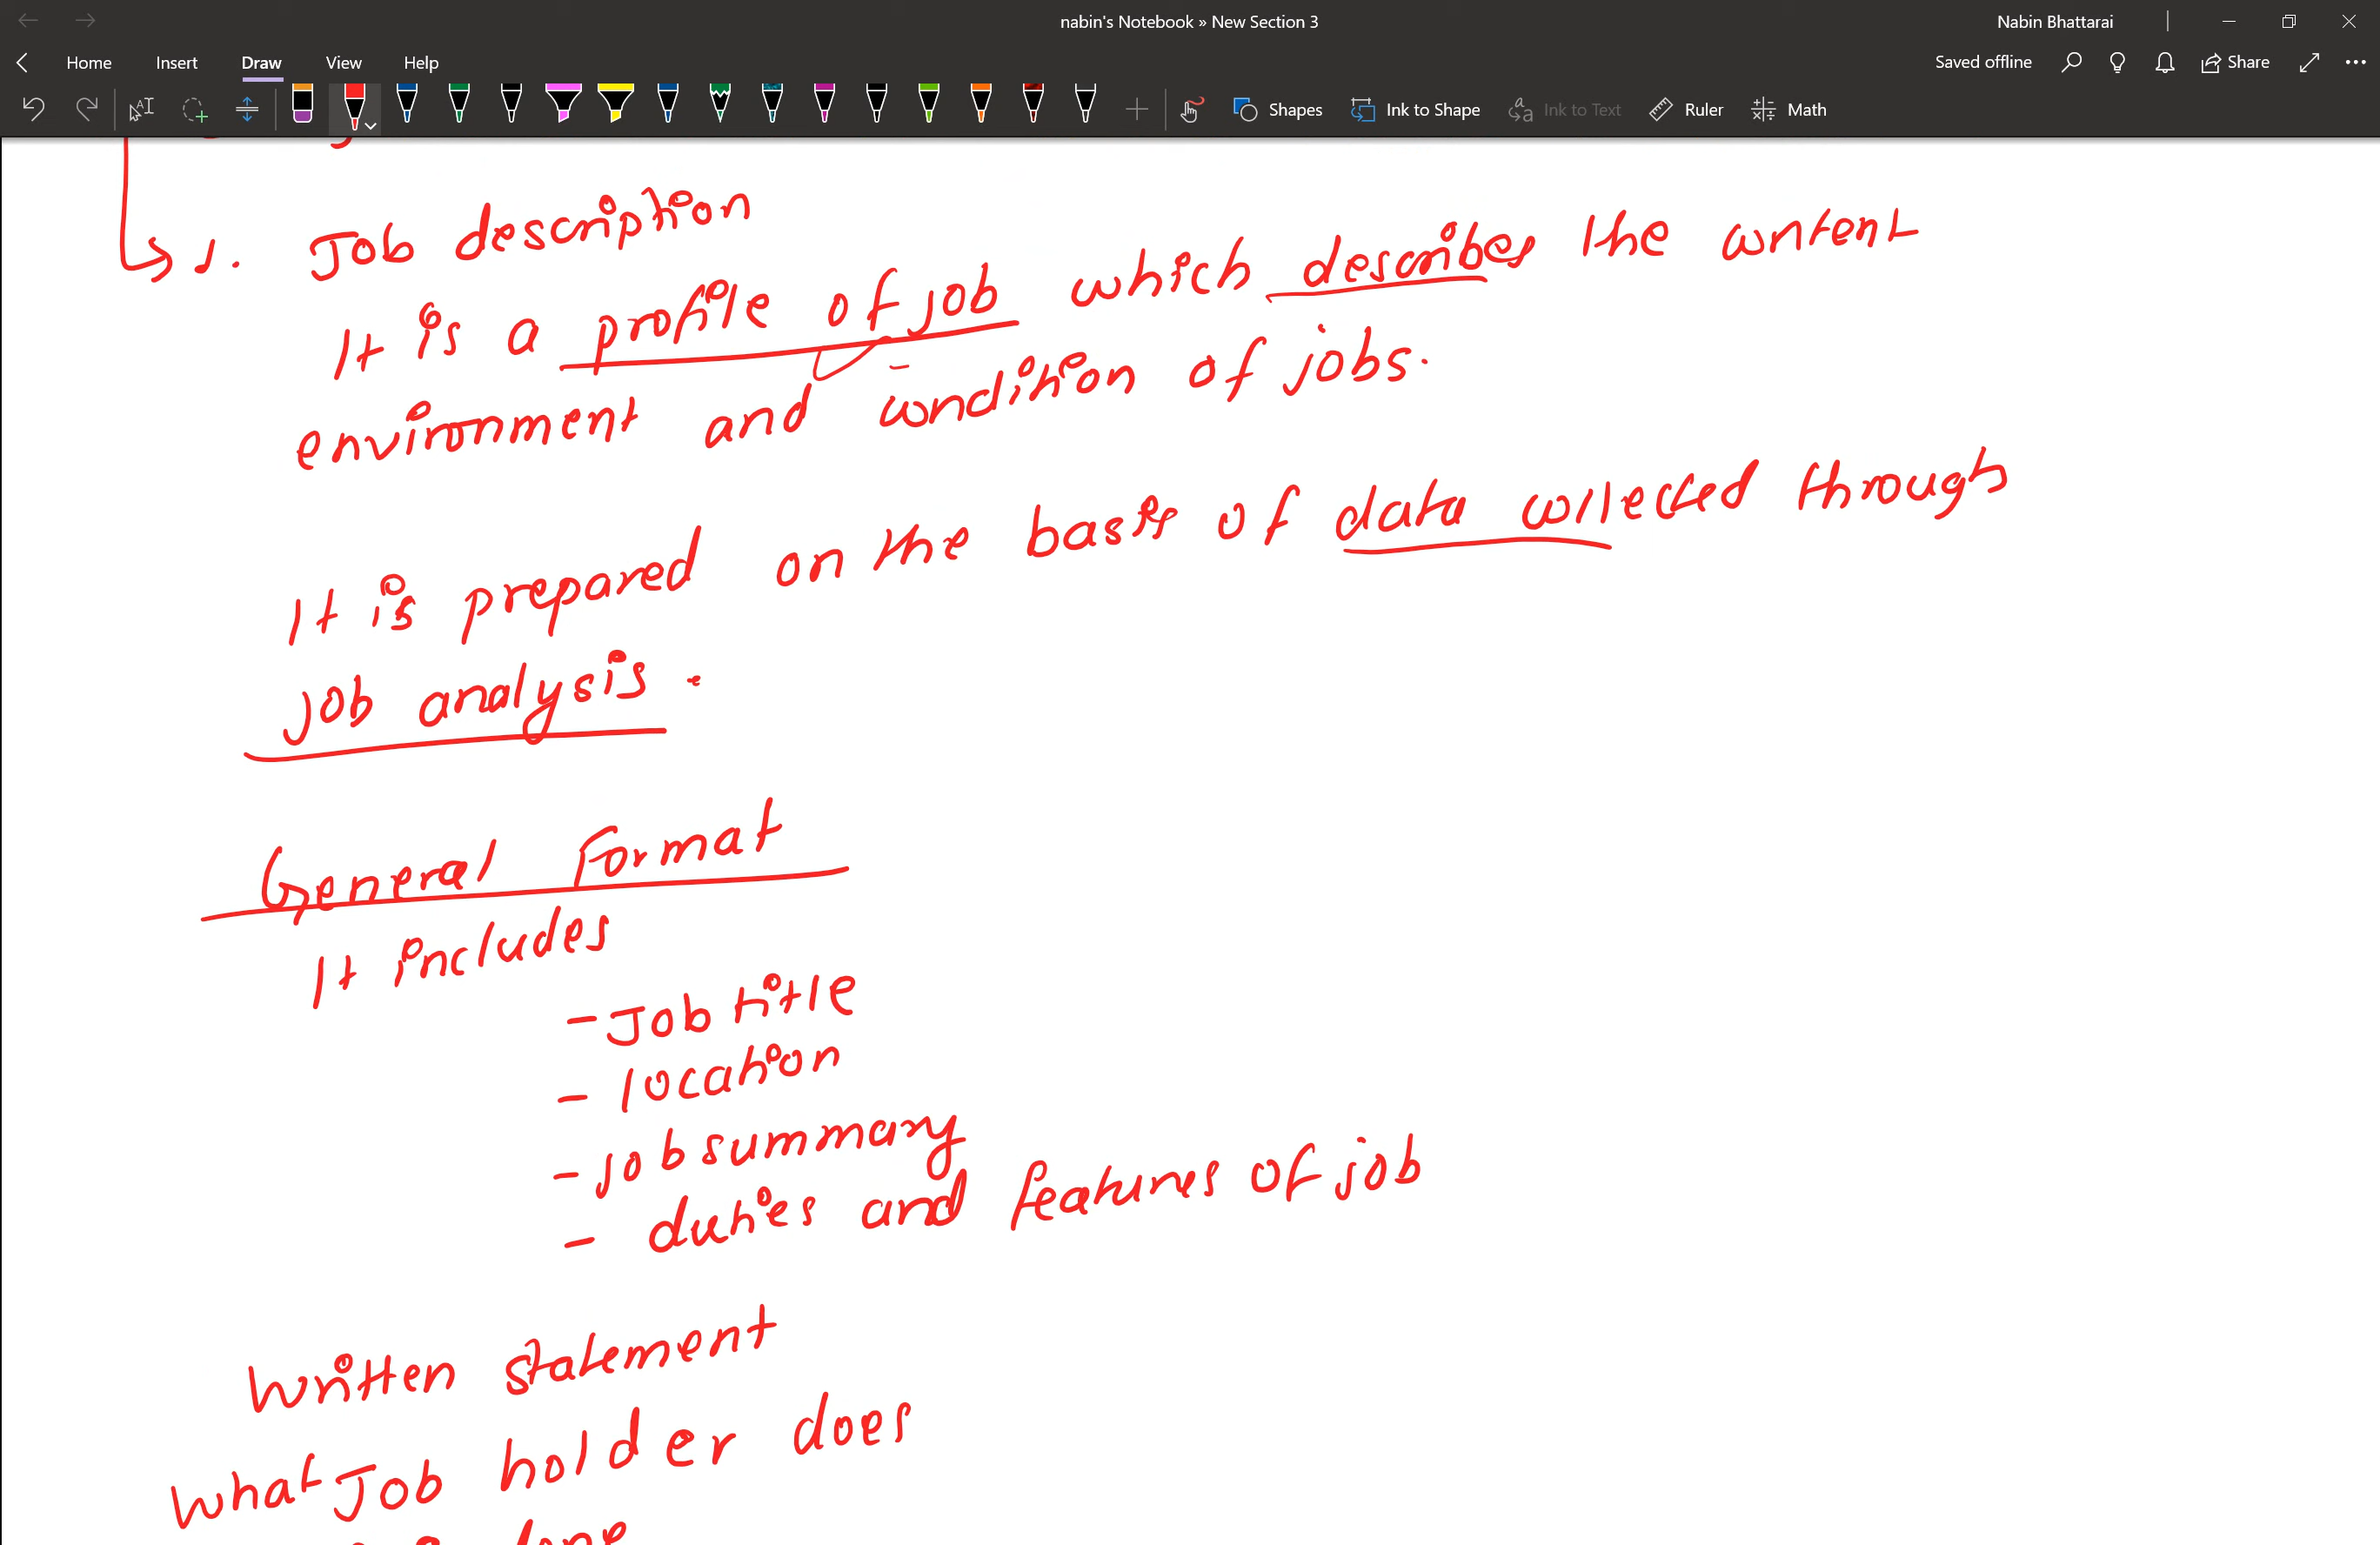 nabin's Notebook » New Section 3
Nabin Bhattarai
Home Insert Draw View Help
Saved offline Share
Shapes Ink to Shape Ink to Text Ruler Math
1. Job description
It is a profile of job which describes the content
environment and condition of jobs.
It is prepared on the basis of data collected through
job analysis.
General Format
It includes
- Job title
- location
- job summary
- duties and features of job
Written statement
What Job holder does